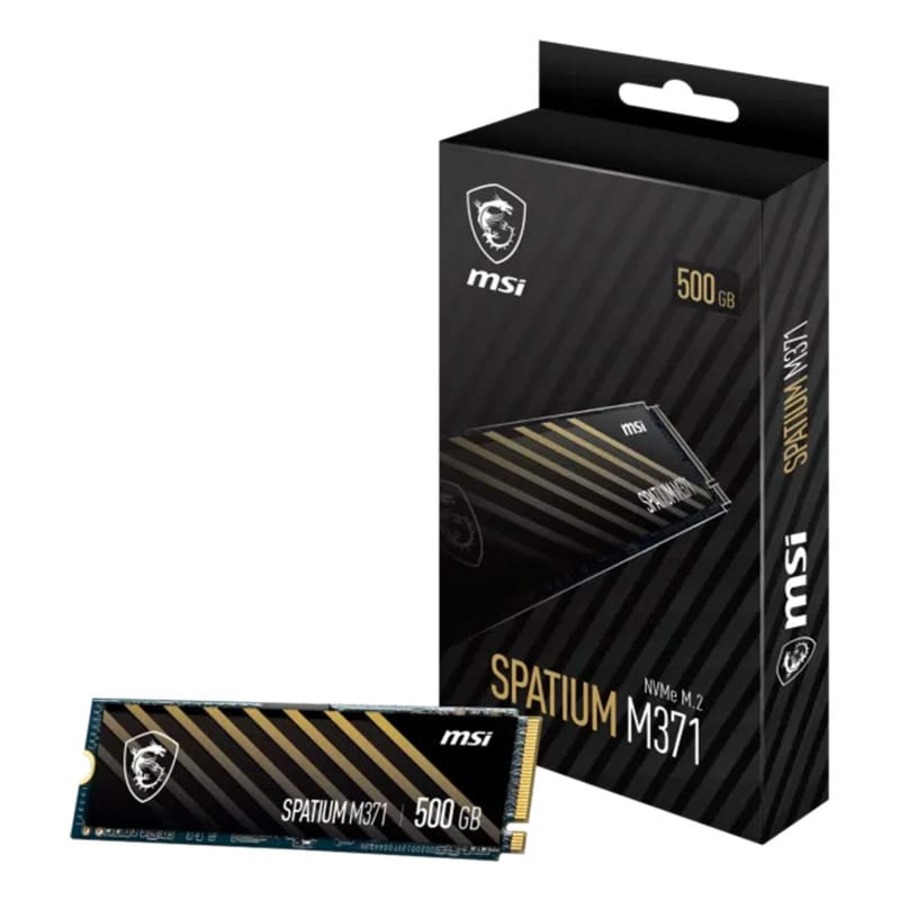 msi
500 GB
msi
SPATIUM M371
SPATIUM
NVMe M.2
M371
SPATIUM M371
msi
msi
SPATIUM M371 | 500 GB